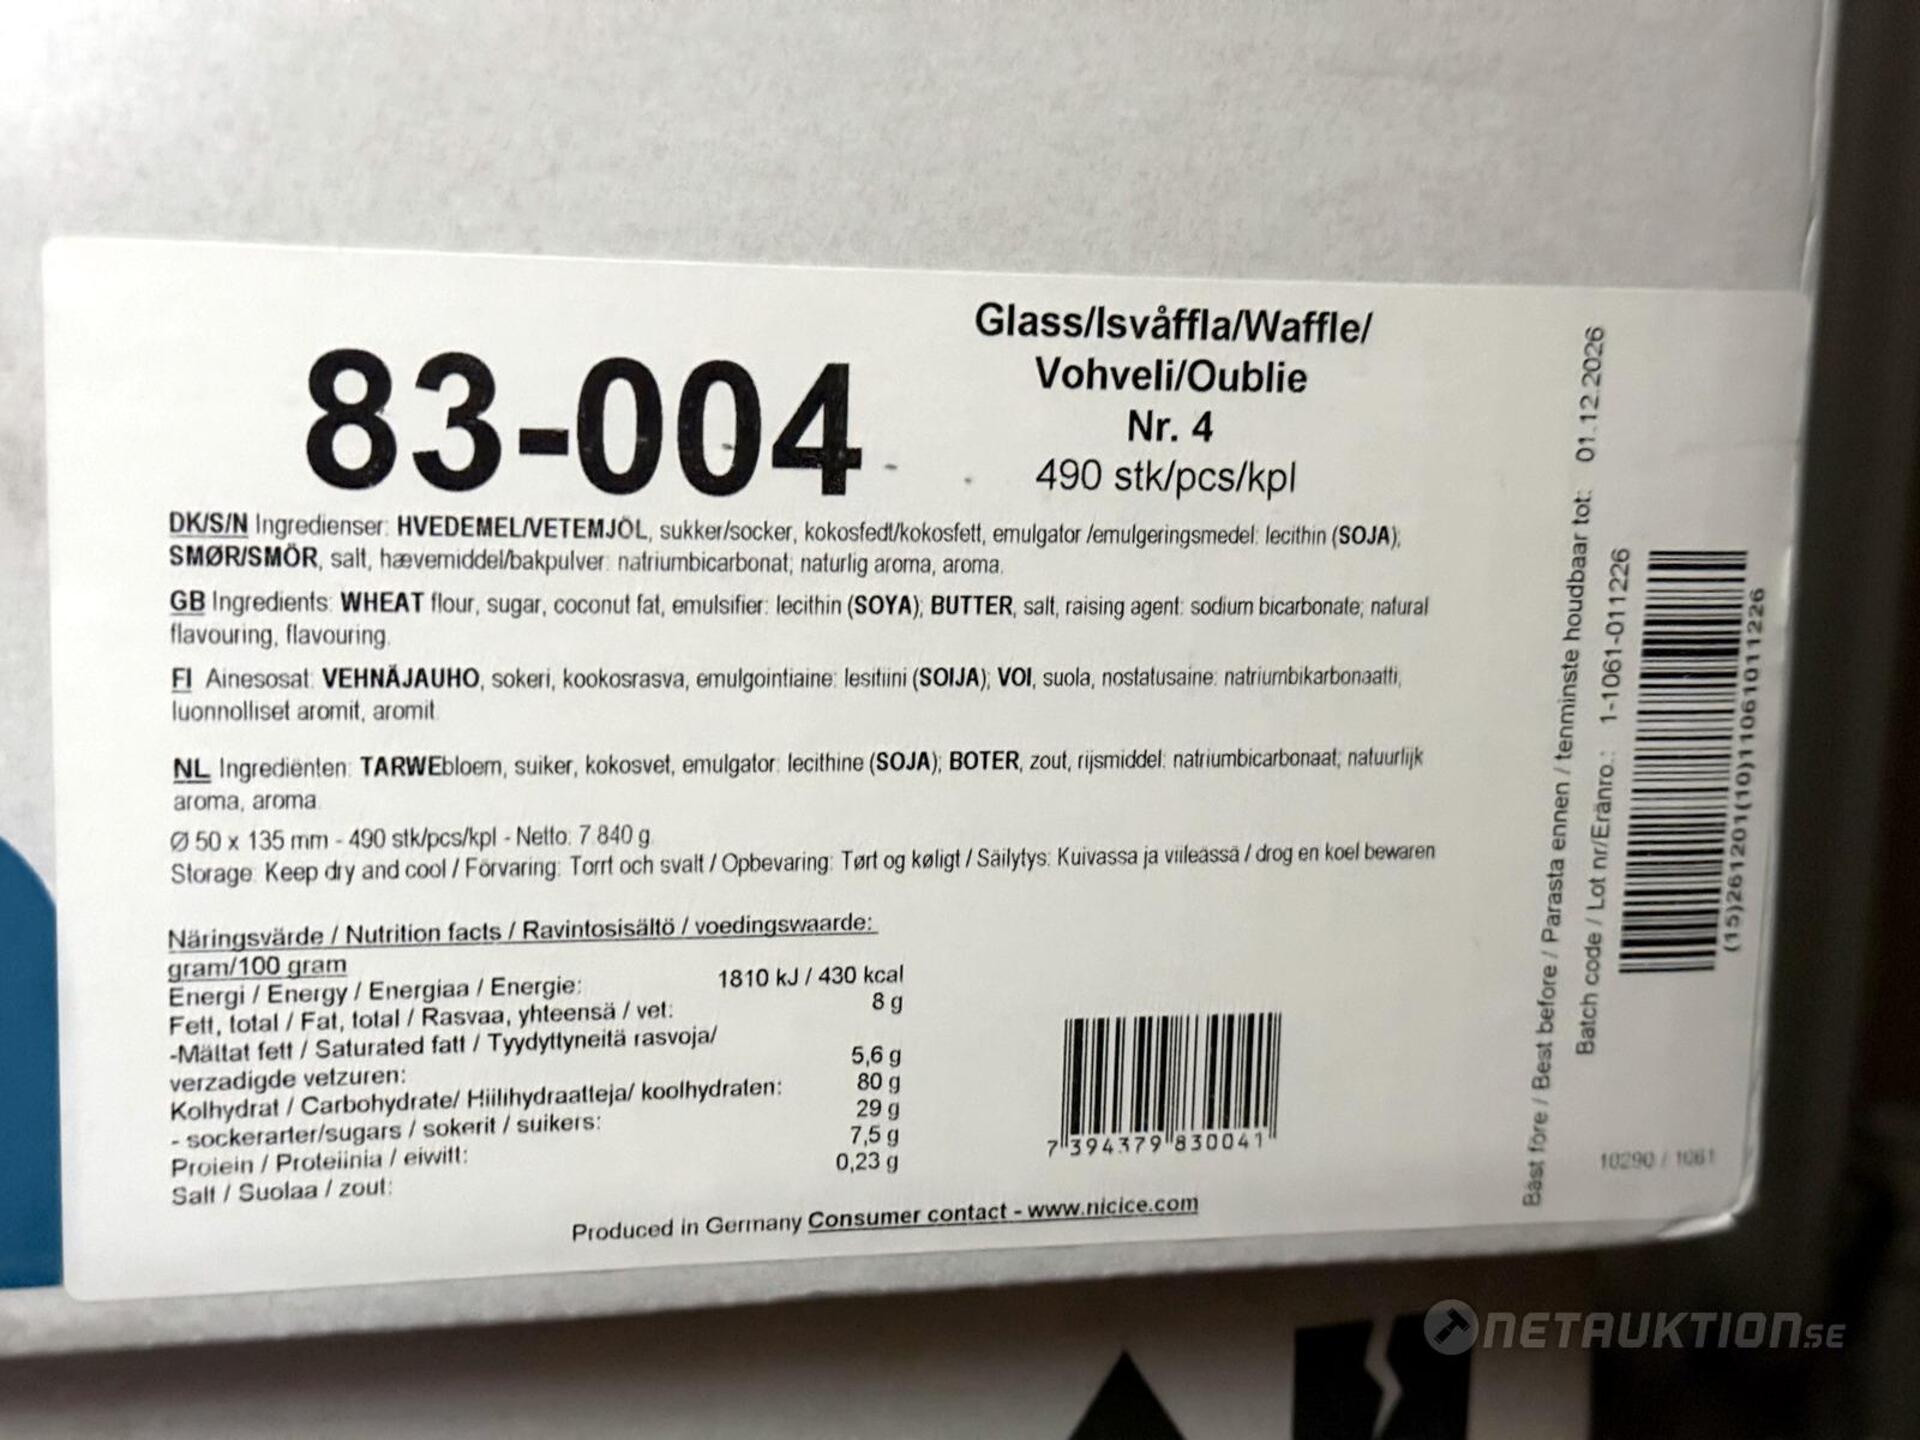 83-004
Glass/Isvåffla/Waffle/
Vohveli/Oublie
Nr. 4
490 stk/pcs/kpl
DK/S/N Ingredienser: HVEDEMEL/VETEMJÖL, sukker/socker, kokosfedt/kokosfett, emulgator /emulgeringsmedel: lecithin (SOJA);
SMØR/SMÖR, salt, hævemiddel/bakpulver: natriumbicarbonat; naturlig aroma, aroma.
GB Ingredients: WHEAT flour, sugar, coconut fat, emulsifier: lecithin (SOYA); BUTTER, salt, raising agent: sodium bicarbonate; natural
flavouring, flavouring.
FI Ainesosat: VEHNÄJAUHO, sokeri, kookosrasva, emulgointiaine: lesitiini (SOIJA); VOI, suola, nostatusaine: natriumbikarbonaatti,
luonnolliset aromit, aromit
NL Ingrediënten: TARWEbloem, suiker, kokosvet, emulgator: lecithine (SOJA); BOTER, zout, rijsmiddel: natriumbicarbonaat; natuurlijk
aroma, aroma
Ø 50 x 135 mm - 490 stk/pcs/kpl - Netto: 7 840 g
Storage: Keep dry and cool / Förvaring: Torrt och svalt / Opbevaring: Tørt og køligt / Säilytys: Kuivassa ja viileässä / drog en koel bewaren
Näringsvärde / Nutrition facts / Ravintosisältö / voedingswaarde:
gram/100 gram
Energi / Energy / Energiaa / Energie: 1810 kJ / 430 kcal
Fett, total / Fat, total / Rasvaa, yhteensä / vet: 8 g
-Mättat fett / Saturated fatt / Tyydyttyneitä rasvoja/
verzadigde vetzuren: 5,6 g
Kolhydrat / Carbohydrate/ Hiilihydraatteja/ koolhydraten: 80 g
- sockerarter/sugars / sokerit / suikers: 29 g
Protein / Proteiinia / eiwitt: 7,5 g
Salt / Suolaa / zout: 0,23 g
7 394379 830041
Produced in Germany Consumer contact - www.nicice.com
Bäst före / Best before / Parasta ennen / tenminste houdbaar tot: 01.12.2026
Batch code / Lot nr/Eränro.: 1-1061-011226
(15)261201(10)11061011226
10290 / 1061
NETAUKTION.SE